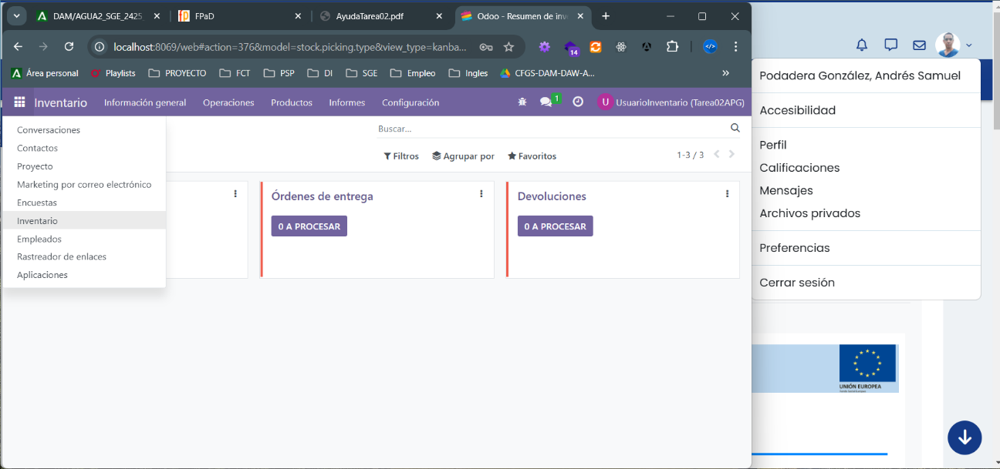 DAM/AGUA2_SGE_2425
FPaD
AyudaTarea02.pdf
Odoo - Resumen de inv
localhost:8069/web#action=376&model=stock.picking.type&view_type=kanba...
14
Área personal
Playlists
PROYECTO
FCT
PSP
DI
SGE
Empleo
Ingles
CFGS-DAM-DAW-A...
Inventario
Información general
Operaciones
Productos
Informes
Configuración
1
U
UsuarioInventario (Tarea02APG)
Conversaciones
Contactos
Proyecto
Marketing por correo electrónico
Encuestas
Inventario
Empleados
Rastreador de enlaces
Aplicaciones
Buscar...
Filtros
Agrupar por
Favoritos
1-3 / 3
Órdenes de entrega
0 A PROCESAR
Devoluciones
0 A PROCESAR
Podadera González, Andrés Samuel
Accesibilidad
Perfil
Calificaciones
Mensajes
Archivos privados
Preferencias
Cerrar sesión
UNIÓN EUROPEA